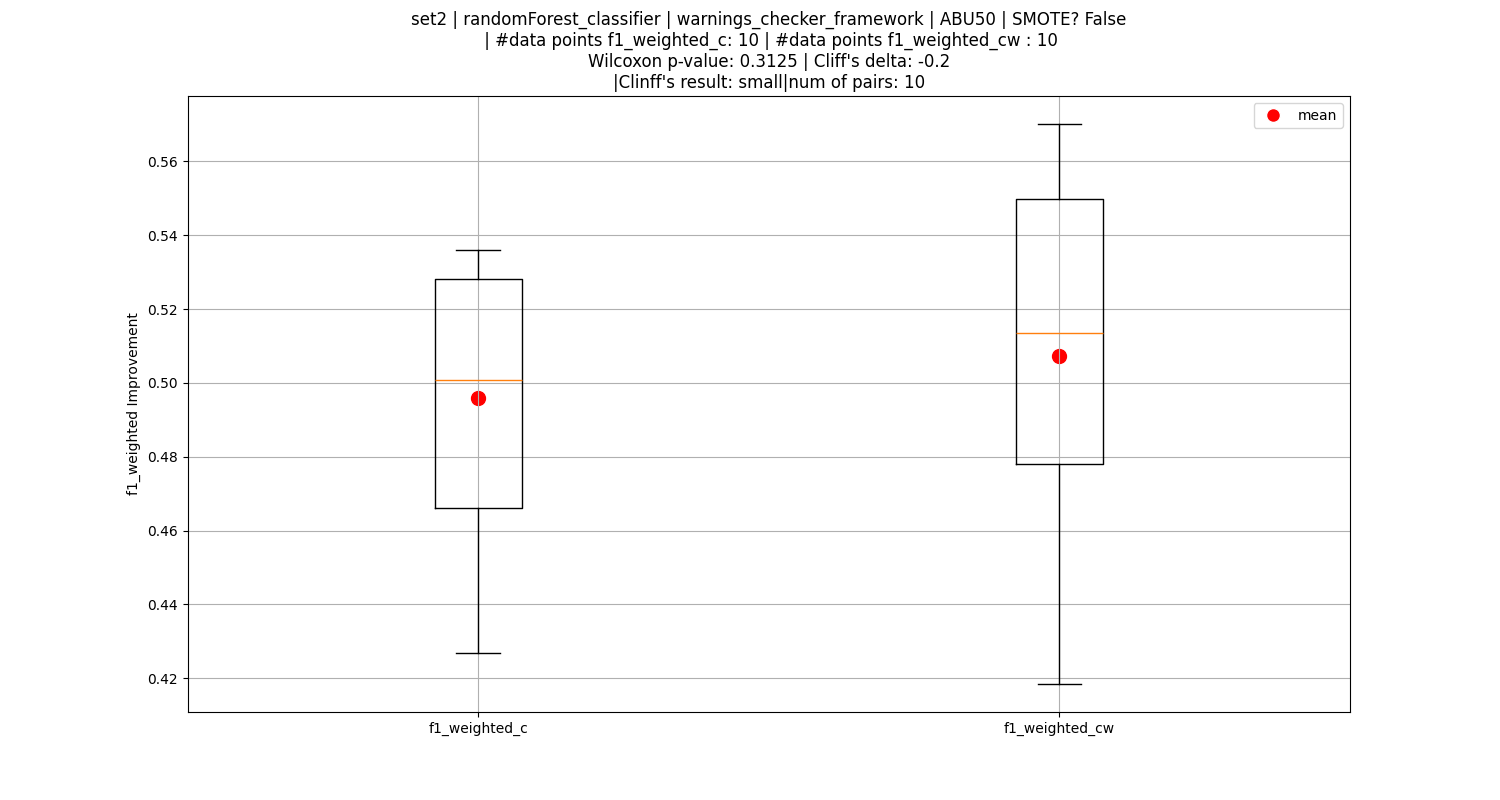 set2 | randomForest_classifier | warnings_checker_framework | ABU50 | SMOTE? False
| #data points f1_weighted_c: 10 | #data points f1_weighted_cw : 10
Wilcoxon p-value: 0.3125 | Cliff's delta: -0.2
|Clinff's result: small|num of pairs: 10
mean
0.56
0.54
0.52
0.50
0.48
0.46
0.44
0.42
f1_weighted Improvement
f1_weighted_c
f1_weighted_cw